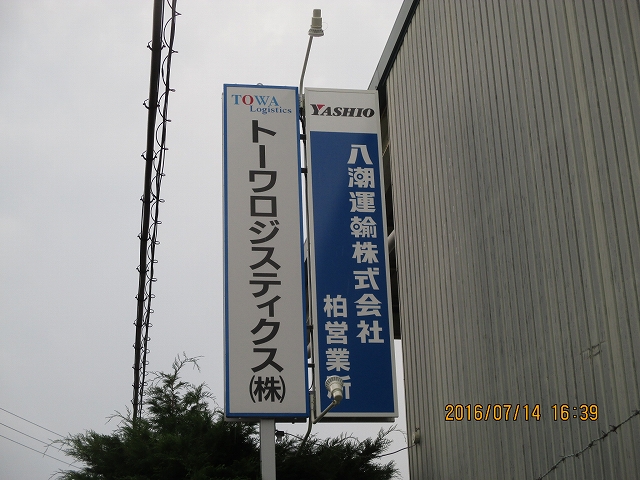 TOWA
Logistics
トーワロジスティクス(株)
YASHIO
八潮運輸株式会社
柏営業所
2016/07/14 16:39